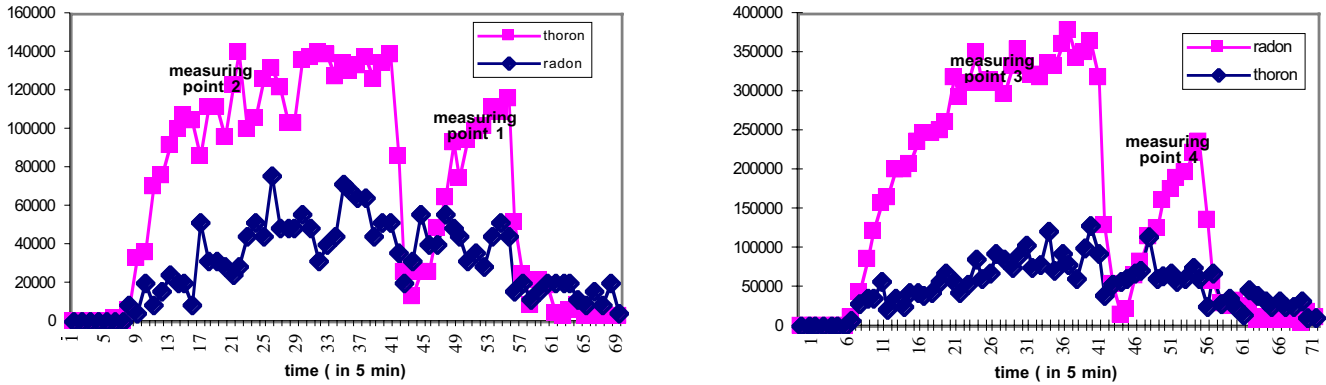 160000
140000
120000
100000
80000
60000
40000
20000
0
thoron
radon
measuring
point 2
measuring
point 1
1 5 9 13 17 21 25 29 33 37 41 45 49 53 57 61 65 69
time ( in 5 min)
400000
350000
300000
250000
200000
150000
100000
50000
0
radon
thoron
measuring
point 3
measuring
point 4
1 6 11 16 21 26 31 36 41 46 51 56 61 66 71
time ( in 5 min)